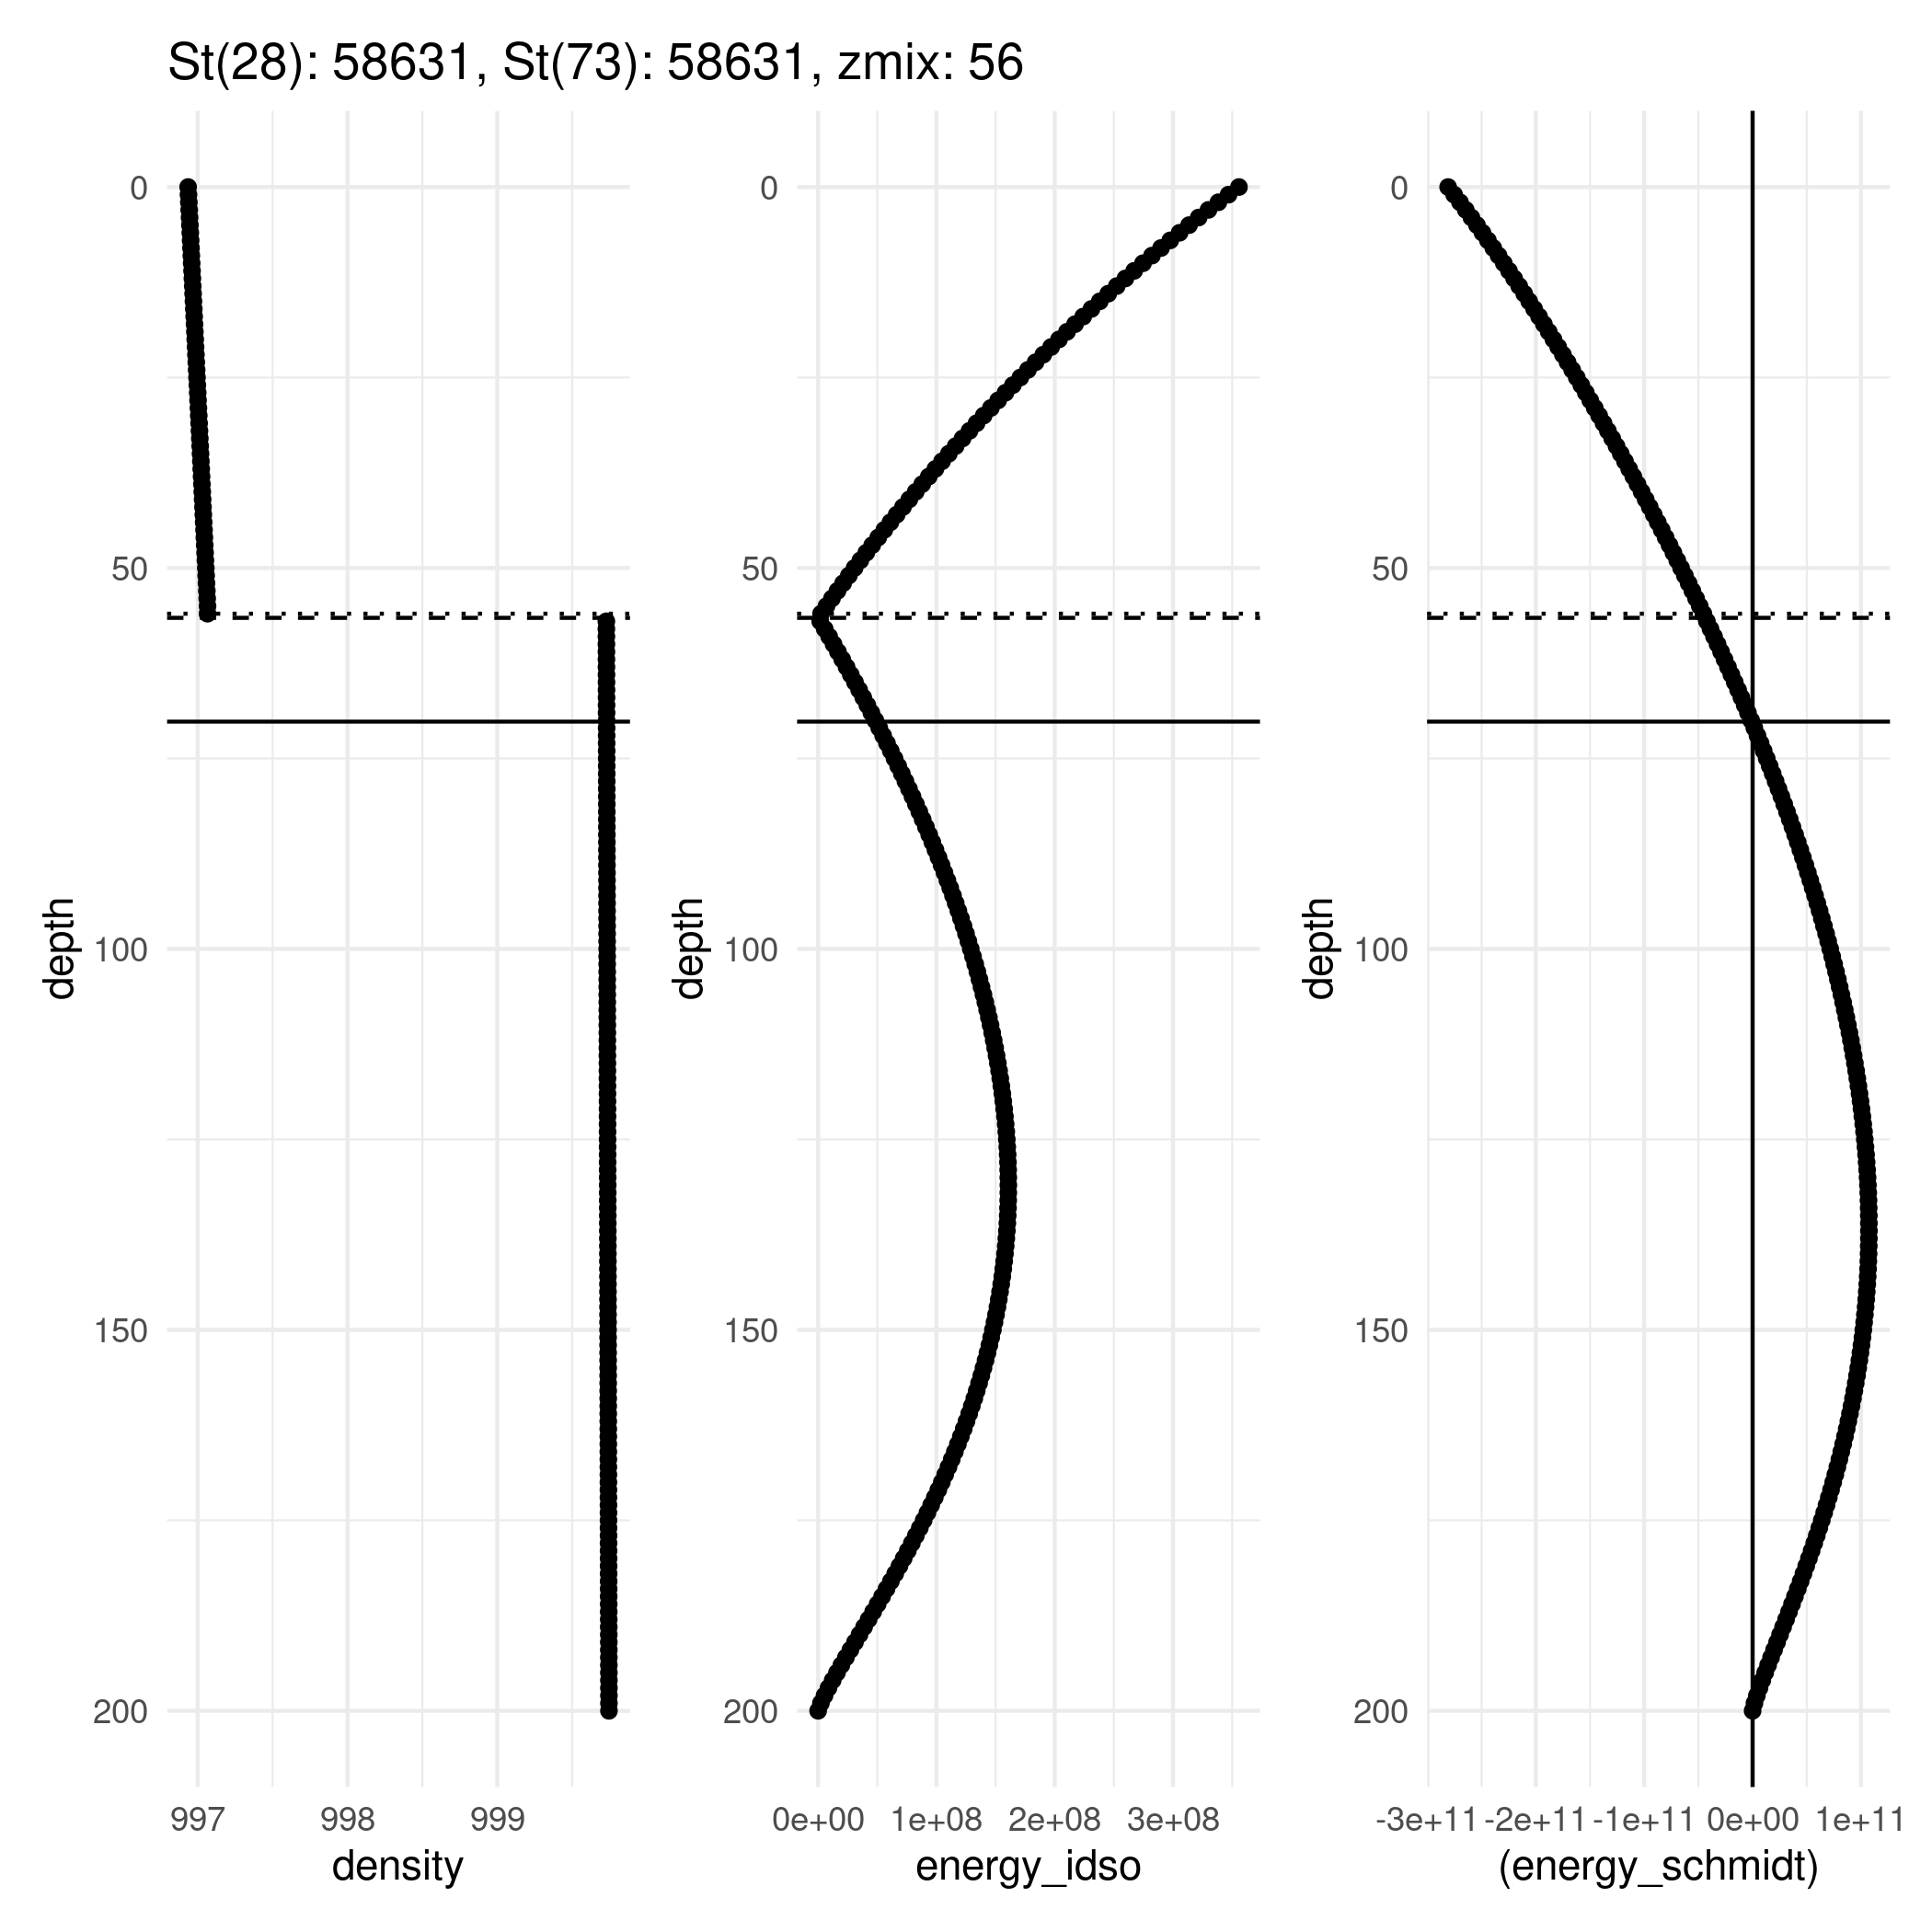 St(28): 58631, St(73): 58631, zmix: 56
0
50
100
150
200
depth
997
998
999
density
0
50
100
150
200
depth
0e+00
1e+08
2e+08
3e+08
energy_idso
0
50
100
150
200
depth
-3e+11
-2e+11
-1e+11
0e+00
1e+11
(energy_schmidt)